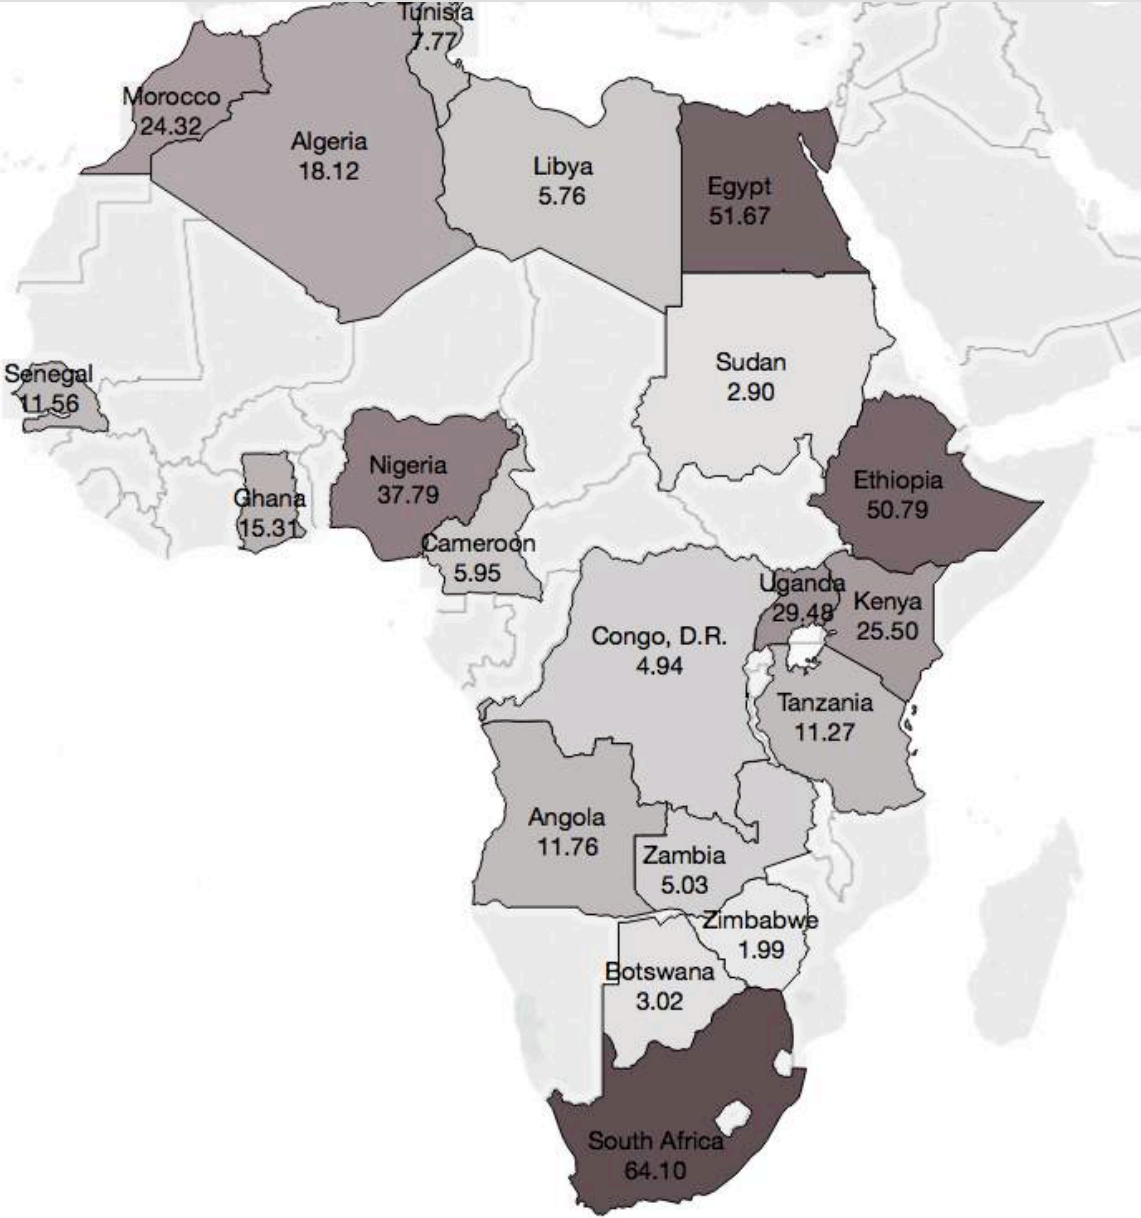 Tunisia
7.77
Morocco
24.32
Algeria
18.12
Libya
5.76
Egypt
51.67
Sudan
2.90
Senegal
11.56
Nigeria
37.79
Ethiopia
50.79
Ghana
15.31
Cameroon
5.95
Uganda
29.48
Kenya
25.50
Congo, D.R.
4.94
Tanzania
11.27
Angola
11.76
Zambia
5.03
Zimbabwe
1.99
Botswana
3.02
South Africa
64.10